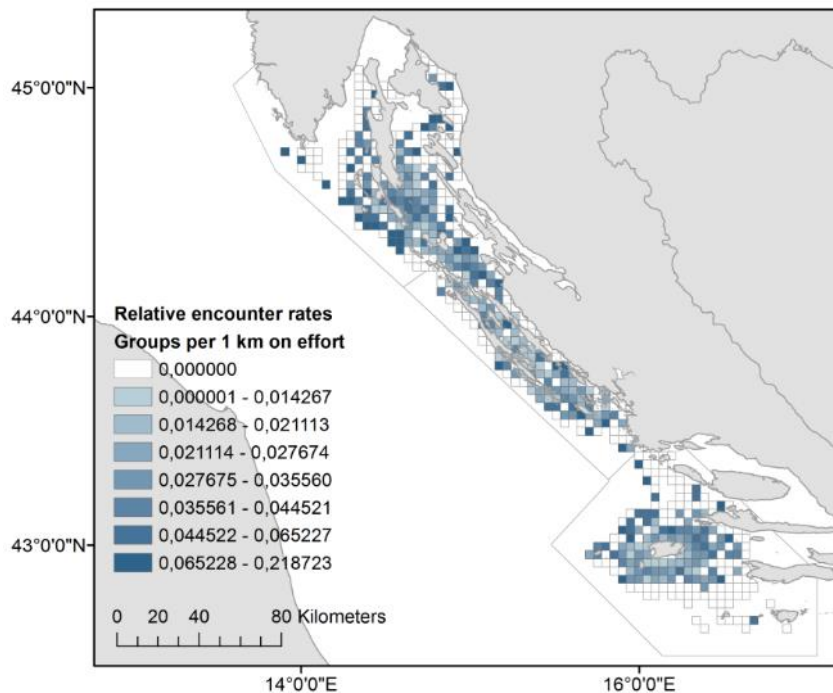 45°0'0"N
44°0'0"N
43°0'0"N
Relative encounter rates
Groups per 1 km on effort
0,000000
0,000001 - 0,014267
0,014268 - 0,021113
0,021114 - 0,027674
0,027675 - 0,035560
0,035561 - 0,044521
0,044522 - 0,065227
0,065228 - 0,218723
0 20 40 80 Kilometers
14°0'0"E 16°0'0"E